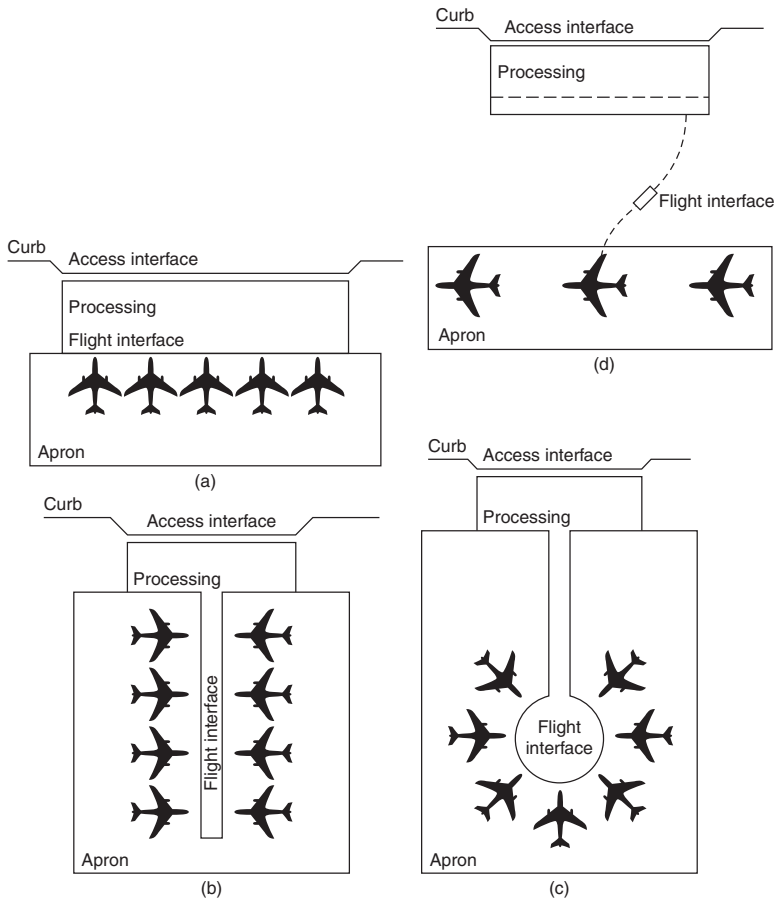 Curb
Access interface
Processing
Flight interface
Apron
(a)
Curb
Access interface
Processing
Flight interface
Apron
(b)
Curb
Access interface
Processing
Flight
interface
Apron
(c)
Curb
Access interface
Processing
Flight interface
Apron
(d)